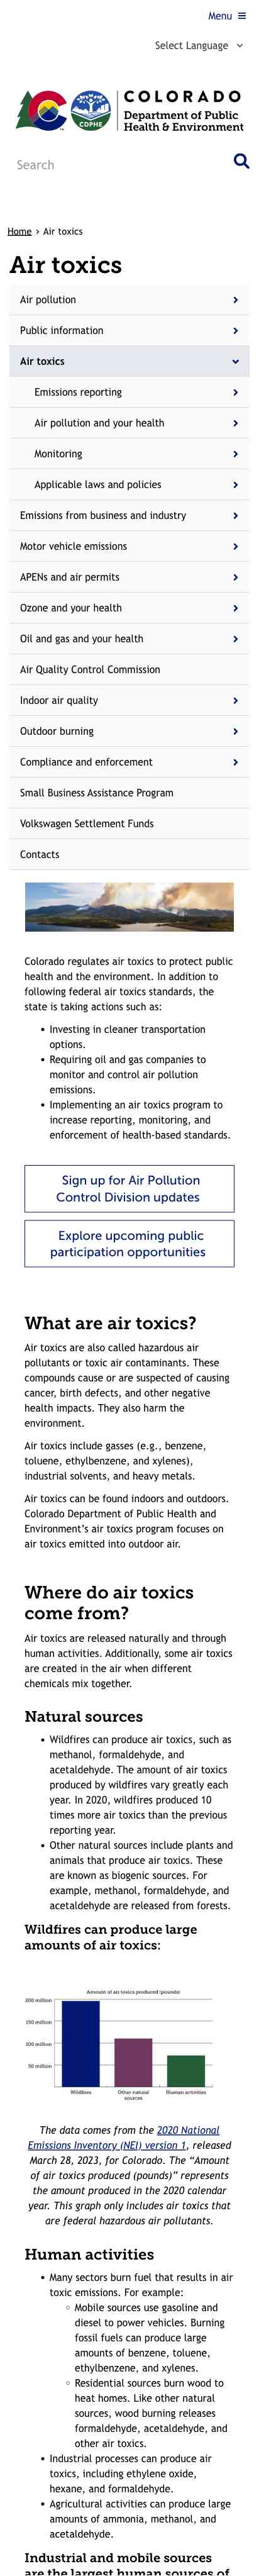 Menu
Select Language
COLORADO
Department of Public
Health & Environment
CDPHE
Search
Home › Air toxics
Air toxics
Air pollution
Public information
Air toxics
Emissions reporting
Air pollution and your health
Monitoring
Applicable laws and policies
Emissions from business and industry
Motor vehicle emissions
APENs and air permits
Ozone and your health
Oil and gas and your health
Air Quality Control Commission
Indoor air quality
Outdoor burning
Compliance and enforcement
Small Business Assistance Program
Volkswagen Settlement Funds
Contacts
Colorado regulates air toxics to protect public
health and the environment. In addition to
following federal air toxics standards, the
state is taking actions such as:
• Investing in cleaner transportation
options.
• Requiring oil and gas companies to
monitor and control air pollution
emissions.
• Implementing an air toxics program to
increase reporting, monitoring, and
enforcement of health-based standards.
Sign up for Air Pollution
Control Division updates
Explore upcoming public
participation opportunities
What are air toxics?
Air toxics are also called hazardous air
pollutants or toxic air contaminants. These
compounds cause or are suspected of causing
cancer, birth defects, and other negative
health impacts. They also harm the
environment.
Air toxics include gasses (e.g., benzene,
toluene, ethylbenzene, and xylenes),
industrial solvents, and heavy metals.
Air toxics can be found indoors and outdoors.
Colorado Department of Public Health and
Environment's air toxics program focuses on
air toxics emitted into outdoor air.
Where do air toxics
come from?
Air toxics are released naturally and through
human activities. Additionally, some air toxics
are created in the air when different
chemicals mix together.
Natural sources
• Wildfires can produce air toxics, such as
methanol, formaldehyde, and
acetaldehyde. The amount of air toxics
produced by wildfires vary greatly each
year. In 2020, wildfires produced 10
times more air toxics than the previous
reporting year.
• Other natural sources include plants and
animals that produce air toxics. These
are known as biogenic sources. For
example, methanol, formaldehyde, and
acetaldehyde are released from forests.
Wildfires can produce large
amounts of air toxics:
Amount of air toxics produced (pounds)
200 million
150 million
100 million
50 million
Wildfires
Other natural
sources
Human activities
The data comes from the 2020 National
Emissions Inventory (NEI) version 1, released
March 28, 2023, for Colorado. The “Amount
of air toxics produced (pounds)” represents
the amount produced in the 2020 calendar
year. This graph only includes air toxics that
are federal hazardous air pollutants.
Human activities
• Many sectors burn fuel that results in air
toxic emissions. For example:
○ Mobile sources use gasoline and
diesel to power vehicles. Burning
fossil fuels can produce large
amounts of benzene, toluene,
ethylbenzene, and xylenes.
○ Residential sources burn wood to
heat homes. Like other natural
sources, wood burning releases
formaldehyde, acetaldehyde, and
other air toxics.
• Industrial processes can produce air
toxics, including ethylene oxide,
hexane, and formaldehyde.
• Agricultural activities can produce large
amounts of ammonia, methanol, and
acetaldehyde.
Industrial and mobile sources
are the largest human sources of